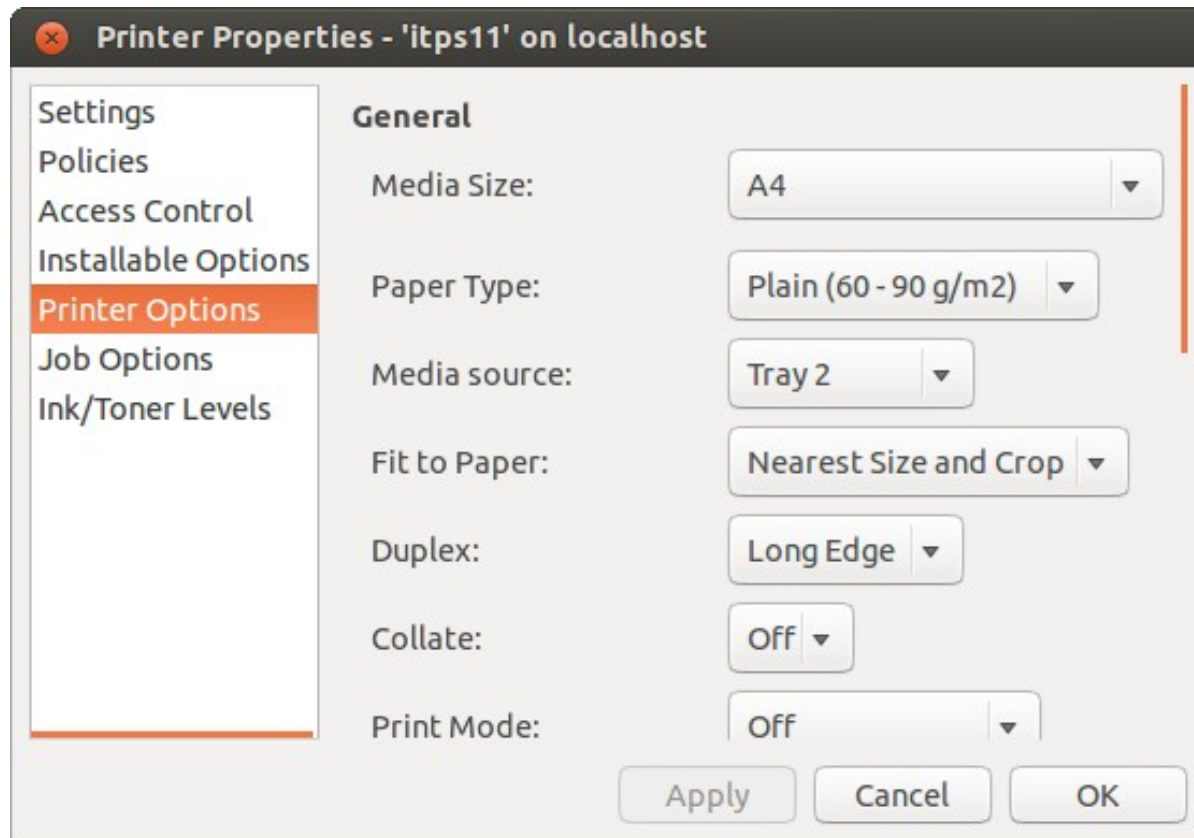 Printer Properties - 'itps11' on localhost
Settings
Policies
Access Control
Installable Options
Printer Options
Job Options
Ink/Toner Levels
General
Media Size: A4
Paper Type: Plain (60 - 90 g/m2)
Media source: Tray 2
Fit to Paper: Nearest Size and Crop
Duplex: Long Edge
Collate: Off
Print Mode: Off
Apply Cancel OK